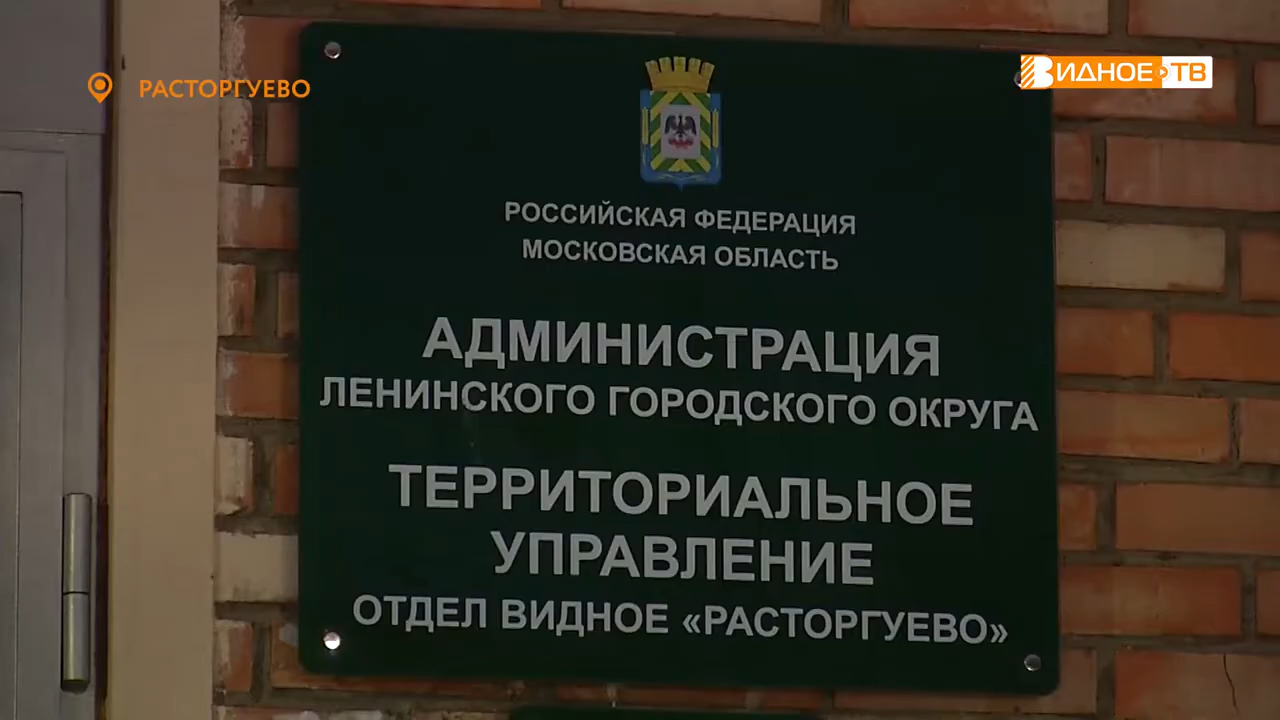 РАСТОРГУЕВО
ВИДНОЕ ТВ
РОССИЙСКАЯ ФЕДЕРАЦИЯ
МОСКОВСКАЯ ОБЛАСТЬ
АДМИНИСТРАЦИЯ
ЛЕНИНСКОГО ГОРОДСКОГО ОКРУГА
ТЕРРИТОРИАЛЬНОЕ
УПРАВЛЕНИЕ
ОТДЕЛ ВИДНОЕ «РАСТОРГУЕВО»